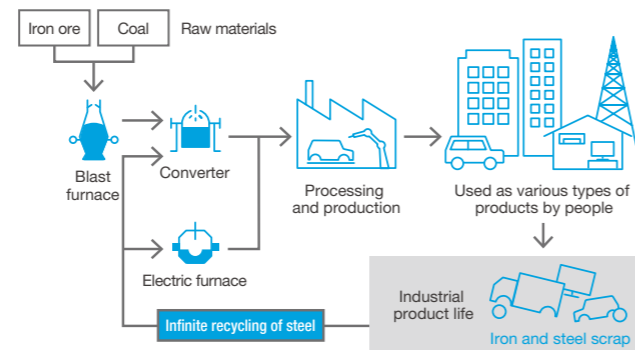 Iron ore
Coal
Raw materials
Blast
furnace
Converter
Electric furnace
Processing
and production
Used as various types of
products by people
Industrial
product life
Iron and steel scrap
Infinite recycling of steel